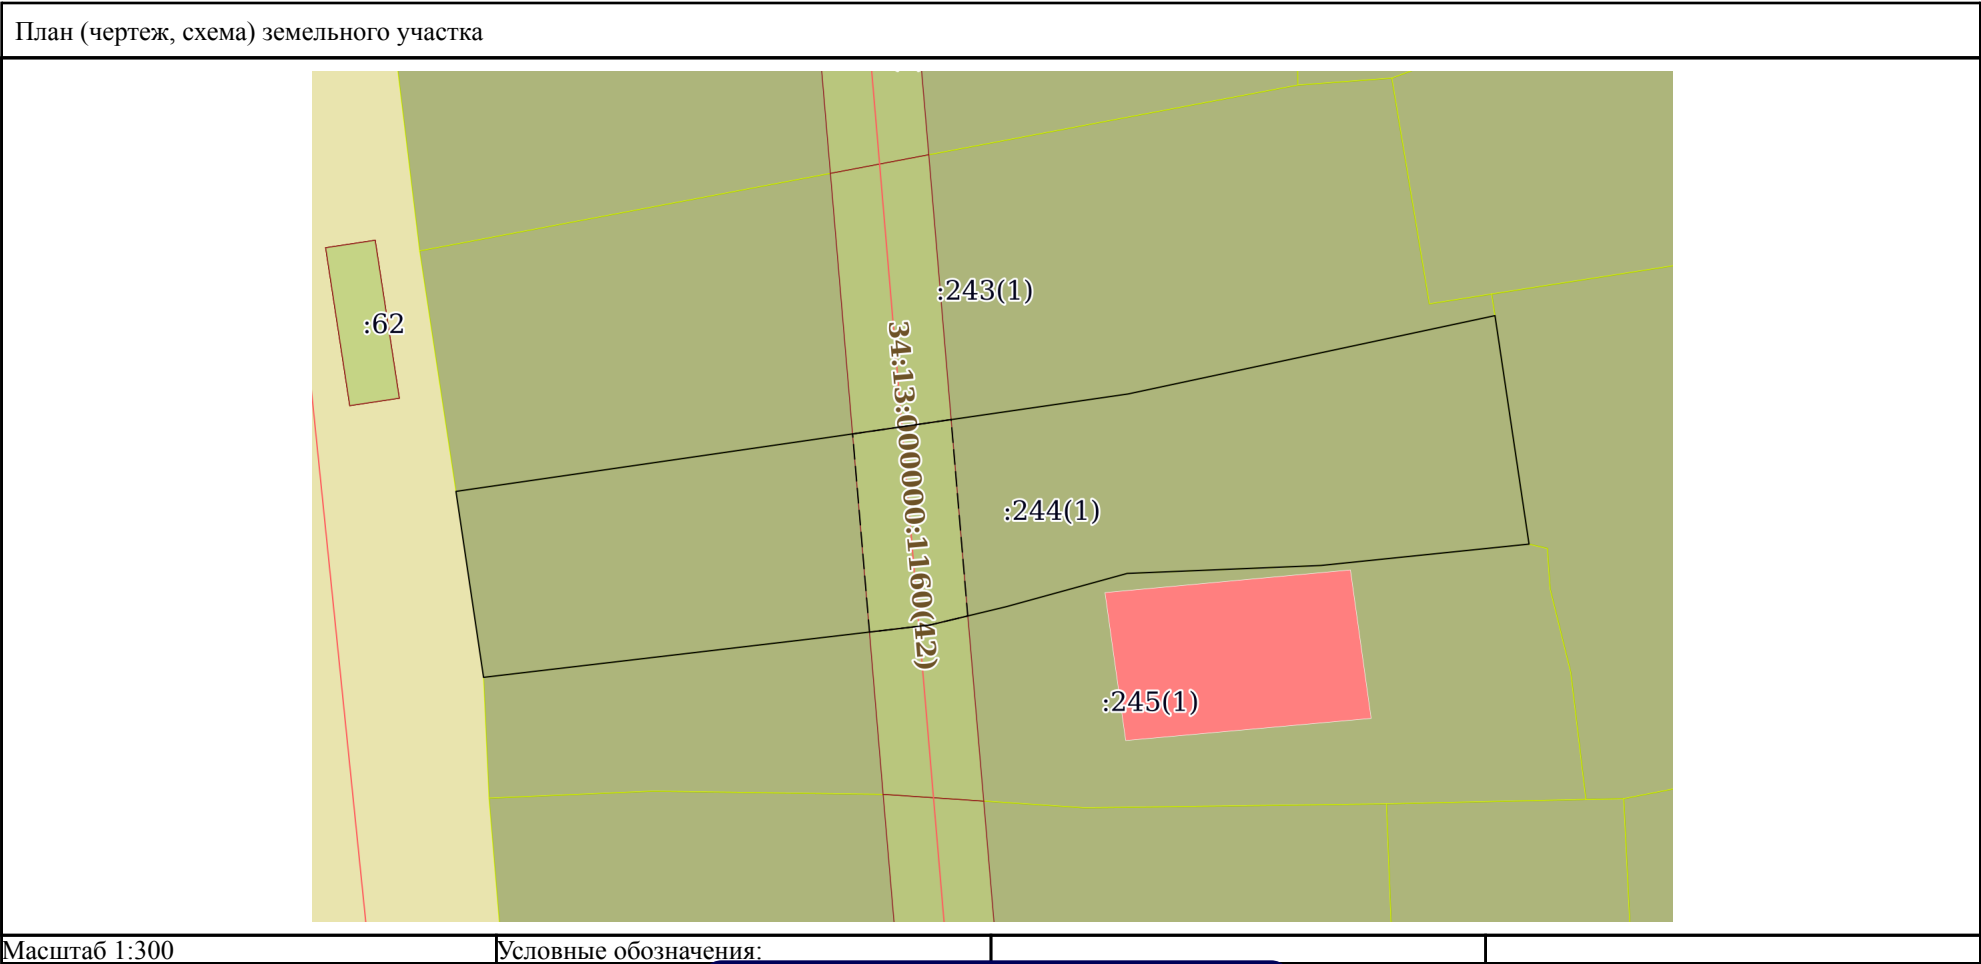 План (чертеж, схема) земельного участка
:243(1)
:62
34:13:000000:1160(42)
:244(1)
:245(1)
Масштаб 1:300
Условные обозначения: